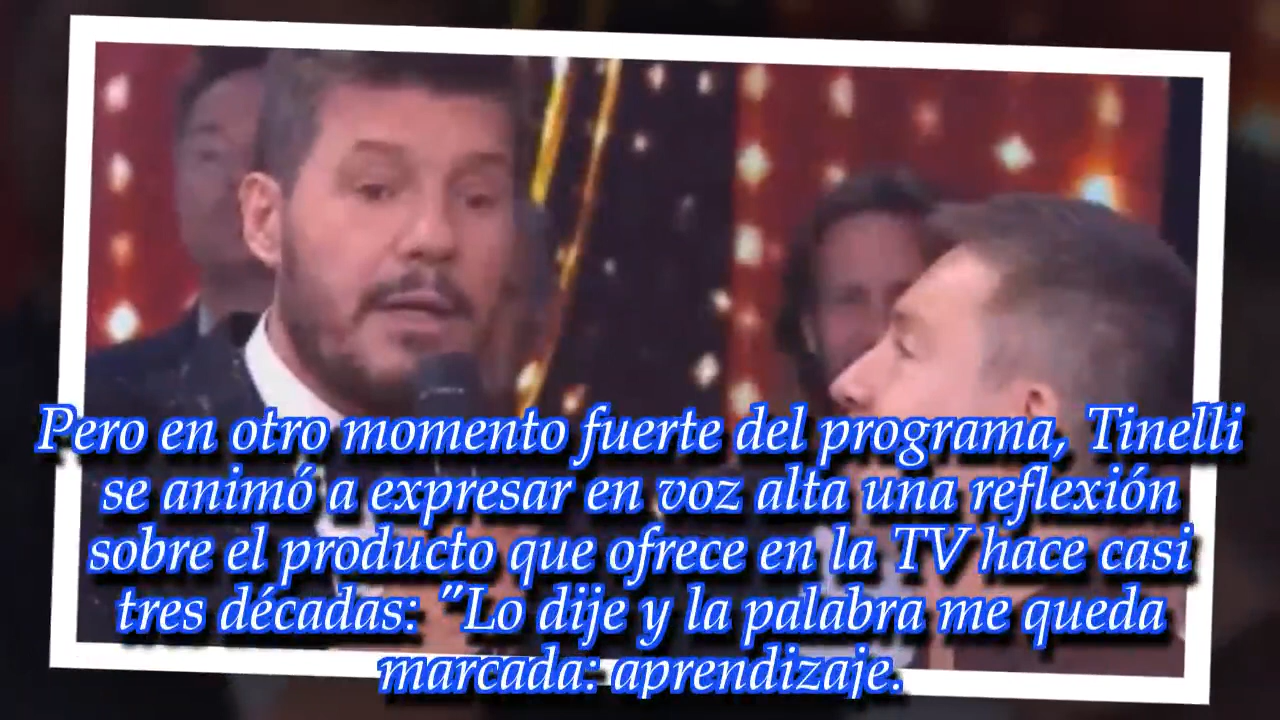 Pero en otro momento fuerte del programa, Tinelli
se animó a expresar en voz alta una reflexión
sobre el producto que ofrece en la TV hace casi
tres décadas: "Lo dije y la palabra me queda
marcada: aprendizaje.